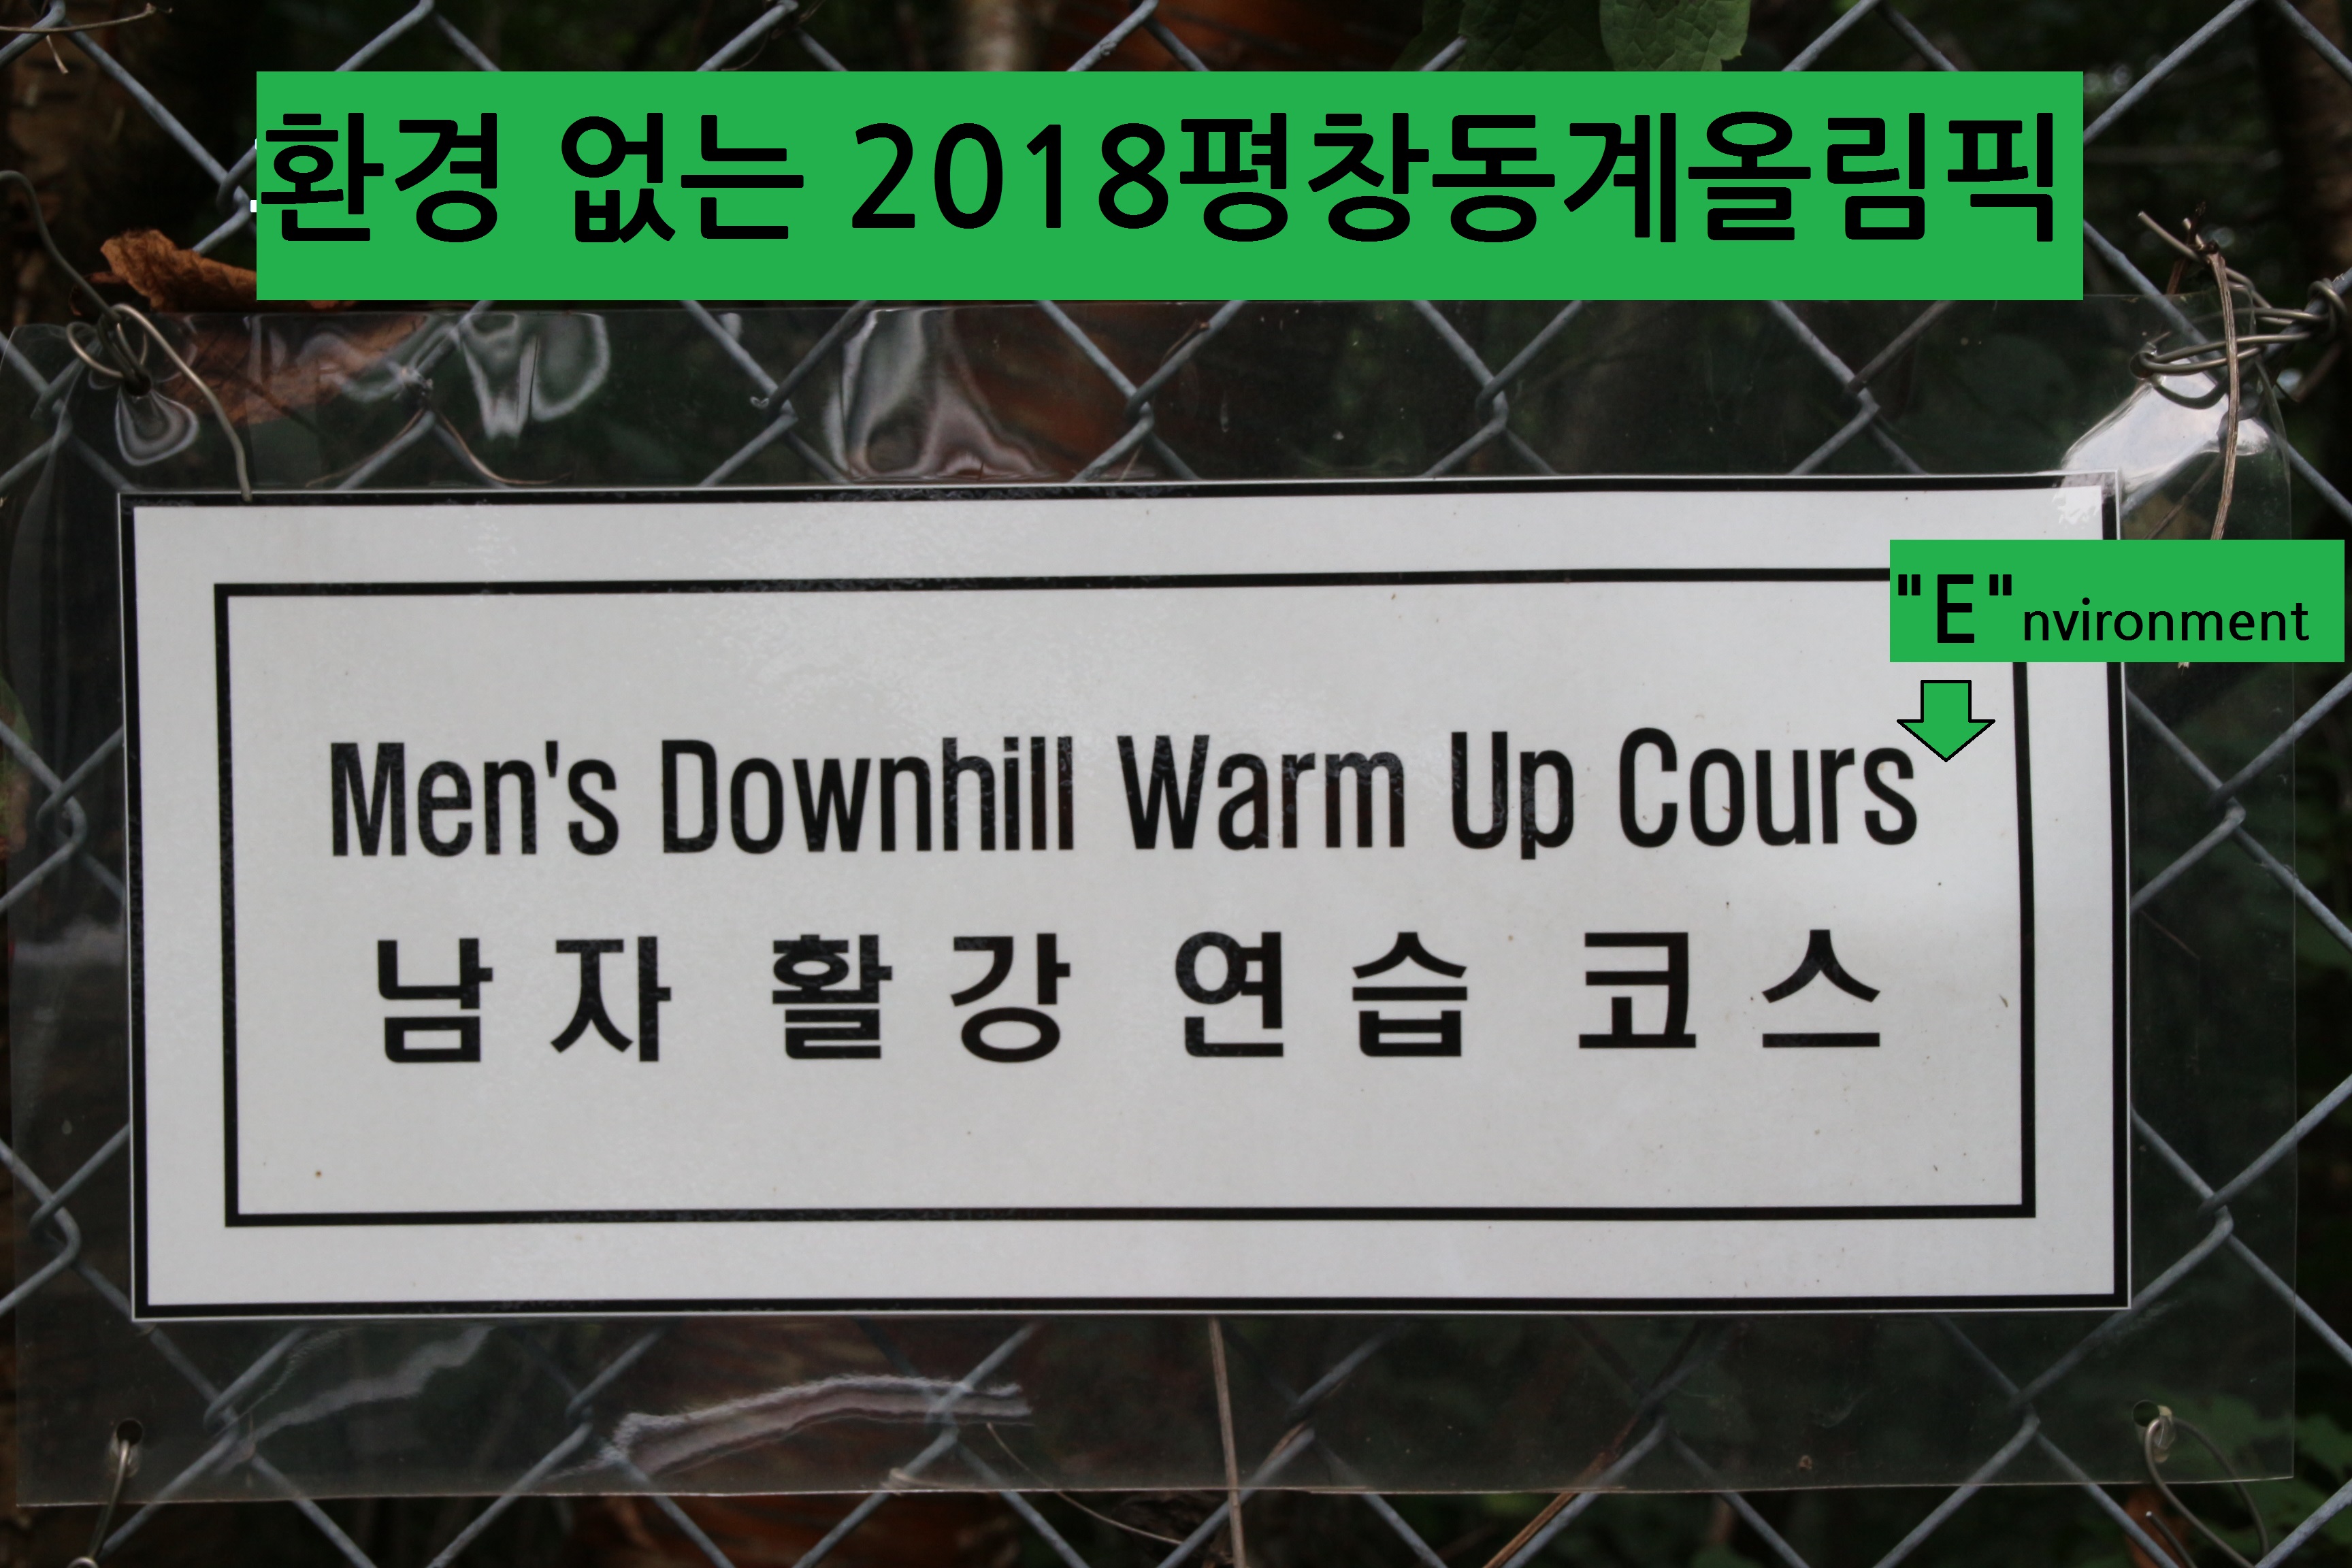 환경 없는 2018평창동계올림픽
"E"nvironment
Men's Downhill Warm Up Cours
남자 활강 연습 코스